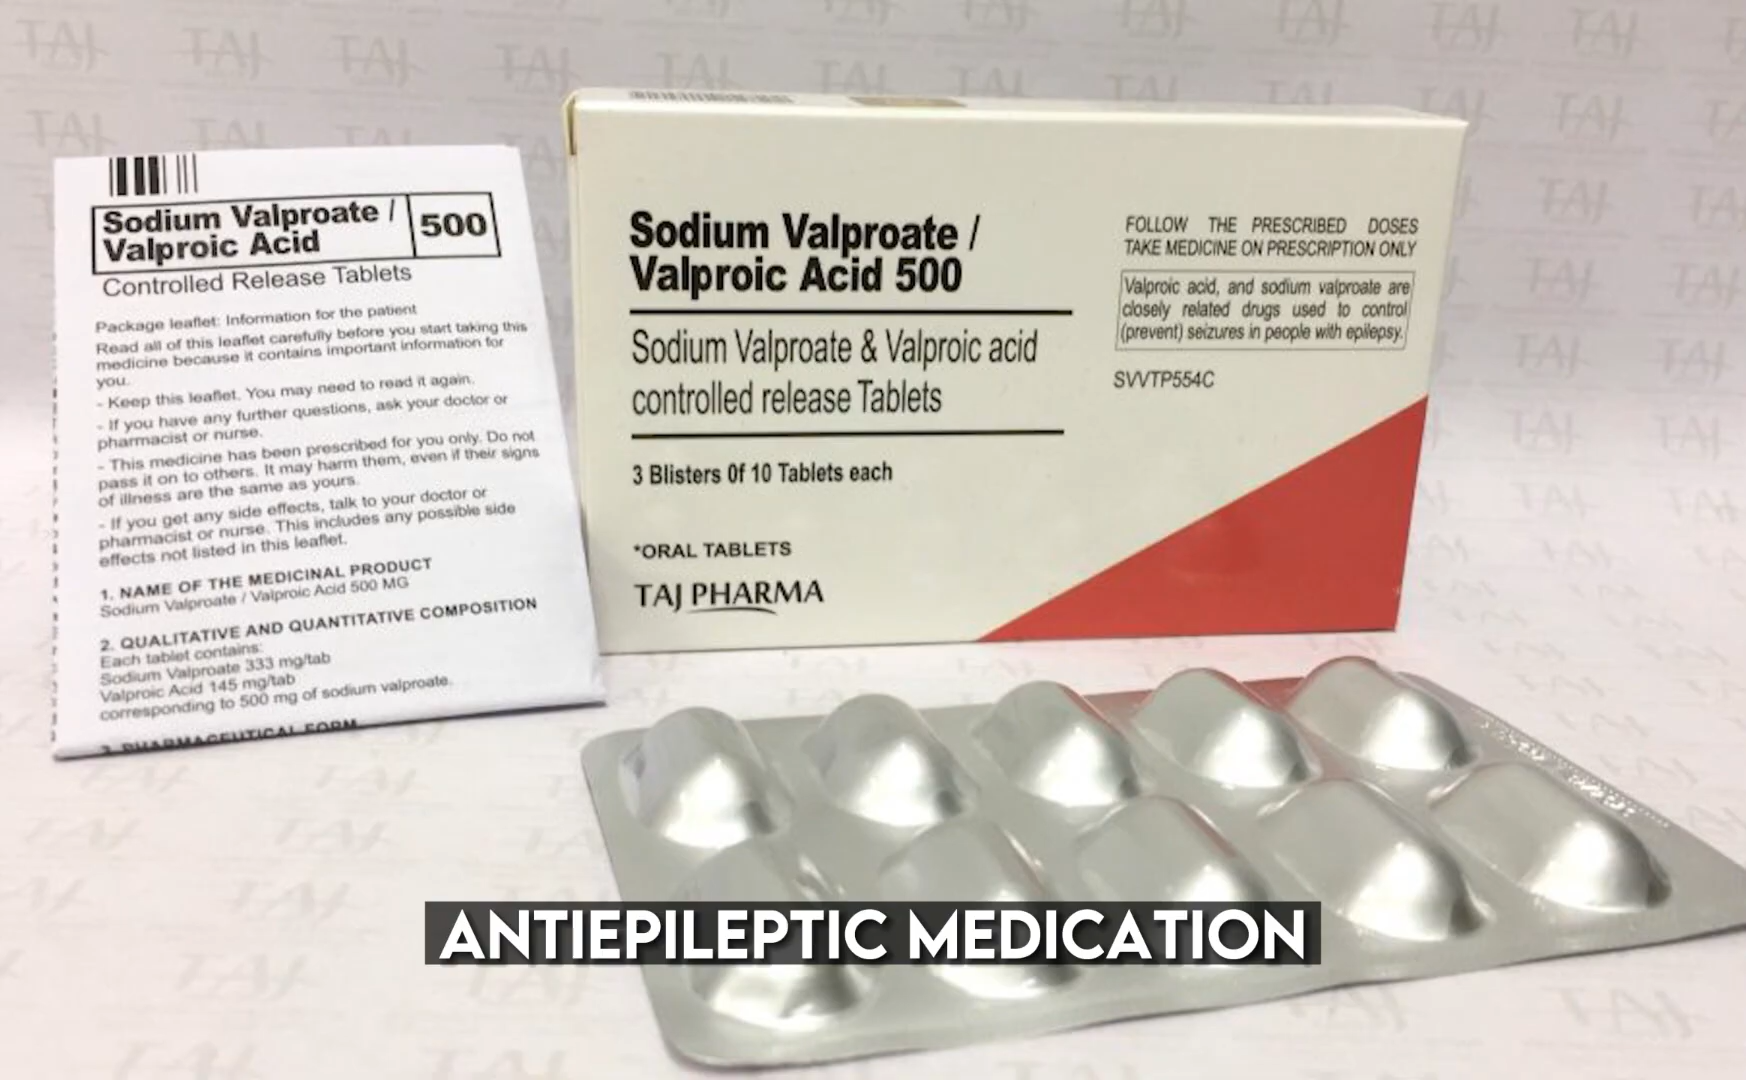 Sodium Valproate /
Valproic Acid
500
Controlled Release Tablets
Package leaflet: Information for the patient
Read all of this leaflet carefully before you start taking this
medicine because it contains important information for
you.
- Keep this leaflet. You may need to read it again.
- If you have any further questions, ask your doctor or
pharmacist or nurse.
- This medicine has been prescribed for you only. Do not
pass it on to others. It may harm them, even if their signs
of illness are the same as yours.
- If you get any side effects, talk to your doctor or
pharmacist or nurse. This includes any possible side
effects not listed in this leaflet.
1. NAME OF THE MEDICINAL PRODUCT
Sodium Valproate / Valproic Acid 500 MG
2. QUALITATIVE AND QUANTITATIVE COMPOSITION
Each tablet contains:
Sodium Valproate 333 mg/tab
Valproic Acid 145 mg/tab
corresponding to 500 mg of sodium valproate.
3. PHARMACEUTICAL FORM
Sodium Valproate /
Valproic Acid 500
Sodium Valproate & Valproic acid
controlled release Tablets
3 Blisters 0f 10 Tablets each
*ORAL TABLETS
TAJ PHARMA
FOLLOW THE PRESCRIBED DOSES
TAKE MEDICINE ON PRESCRIPTION ONLY
Valproic acid, and sodium valproate are
closely related drugs used to control
(prevent) seizures in people with epilepsy.
SVVTP554C
ANTIEPILEPTIC MEDICATION